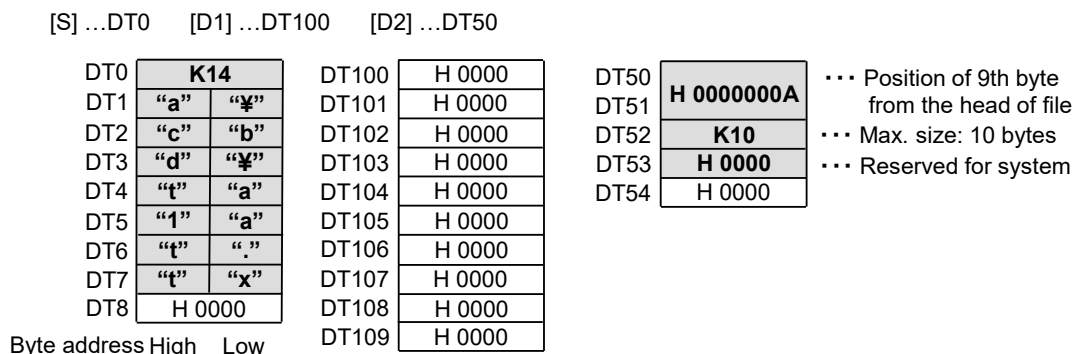 [S] …DT0 [D1] …DT100 [D2] …DT50
DT0 K14 DT100 H 0000 DT50 H 0000000A ··· Position of 9th byte
DT1 “a” “¥” DT101 H 0000 DT51 from the head of file
DT2 “c” “b” DT102 H 0000 DT52 K10 ··· Max. size: 10 bytes
DT3 “d” “¥” DT103 H 0000 DT53 H 0000 ··· Reserved for system
DT4 “t” “a” DT104 H 0000 DT54 H 0000
DT5 “1” “a” DT105 H 0000
DT6 “t” “.” DT106 H 0000
DT7 “t” “x” DT107 H 0000
DT8 H 0000 DT108 H 0000
Byte address High Low DT109 H 0000